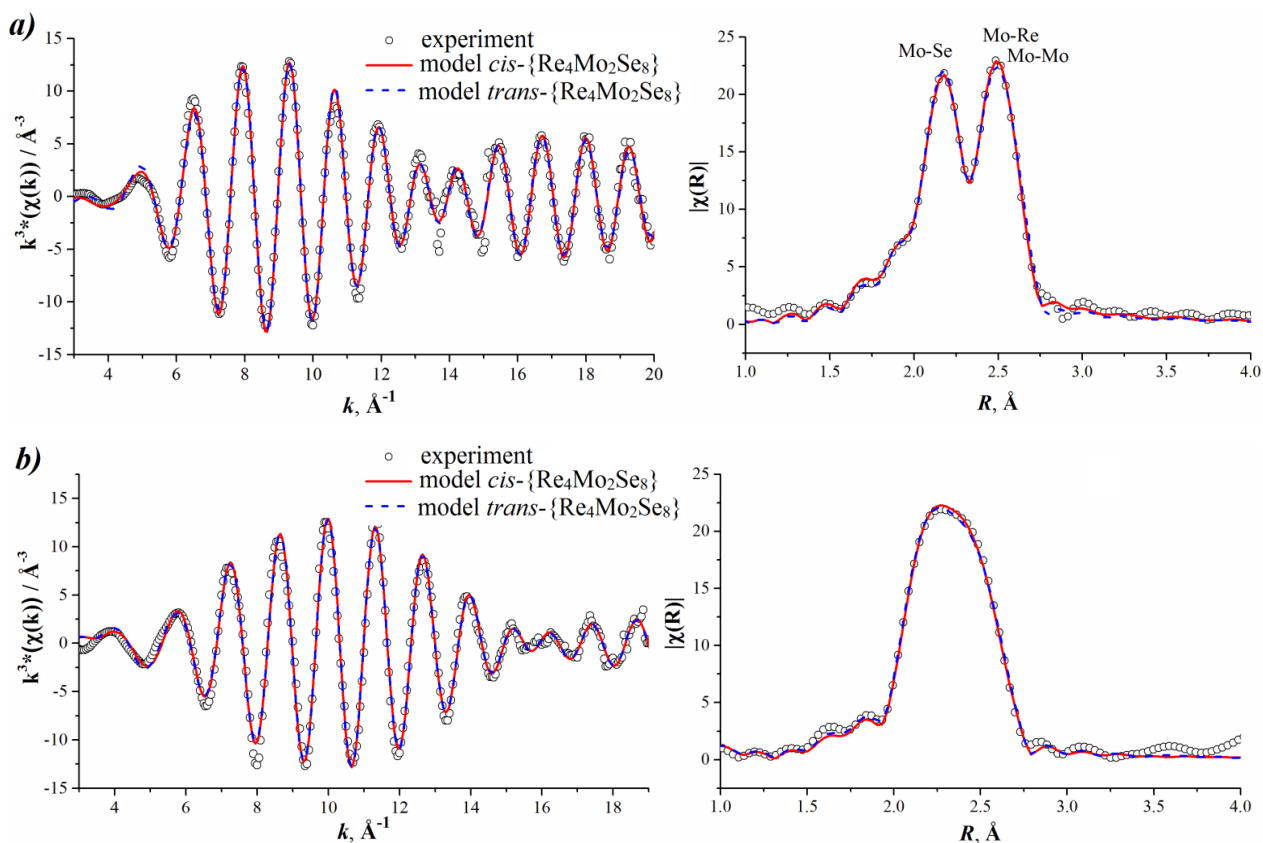 a)
experiment
model cis-{Re₄Mo₂Se₈}
model trans-{Re₄Mo₂Se₈}
k³*(χ(k)) / Å⁻³
15
10
5
0
-5
-10
-15
4 6 8 10 12 14 16 18 20
k, Å⁻¹
Mo-Se
Mo-Re
Mo-Mo
|χ(R)|
25
20
15
10
5
0
1.0 1.5 2.0 2.5 3.0 3.5 4.0
R, Å
b)
experiment
model cis-{Re₄Mo₂Se₈}
model trans-{Re₄Mo₂Se₈}
k³*(χ(k)) / Å⁻³
15
10
5
0
-5
-10
-15
4 6 8 10 12 14 16 18
k, Å⁻¹
|χ(R)|
25
20
15
10
5
0
1.0 1.5 2.0 2.5 3.0 3.5 4.0
R, Å